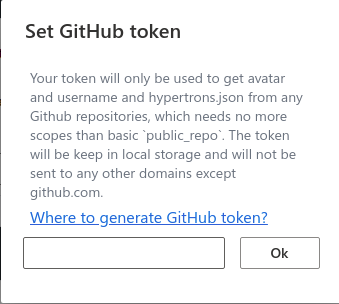 Set GitHub token
Your token will only be used to get avatar
and username and hypertrons.json from any
Github repositories, which needs no more
scopes than basic `public_repo`. The token
will be keep in local storage and will not be
sent to any other domains except
github.com.
Where to generate GitHub token?
Ok